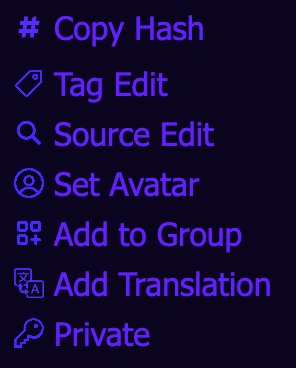 # Copy Hash
Tag Edit
Source Edit
Set Avatar
Add to Group
Add Translation
Private